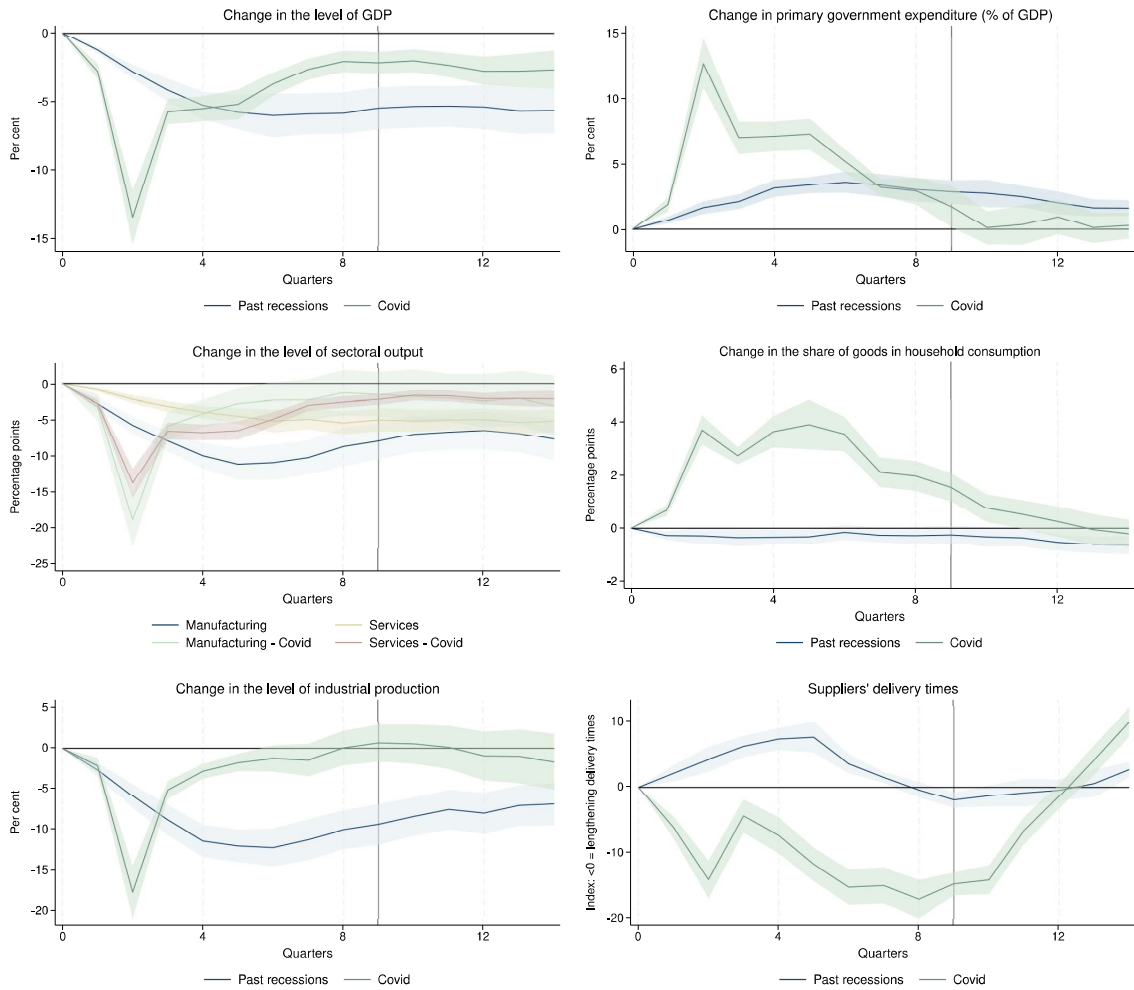 Change in the level of GDP
0
-5
-10
-15
Per cent
0 4 8 12
Quarters
Past recessions Covid
Change in primary government expenditure (% of GDP)
15
10
5
0
Per cent
0 4 8 12
Quarters
Past recessions Covid
Change in the level of sectoral output
0
-5
-10
-15
-20
-25
Percentage points
0 4 8 12
Quarters
Manufacturing Services
Manufacturing - Covid Services - Covid
Change in the share of goods in household consumption
6
4
2
0
-2
Percentage points
0 4 8 12
Quarters
Past recessions Covid
Change in the level of industrial production
5
0
-5
-10
-15
-20
Per cent
0 4 8 12
Quarters
Past recessions Covid
Suppliers' delivery times
10
0
-10
-20
Index: <0 = lengthening delivery times
0 4 8 12
Quarters
Past recessions Covid